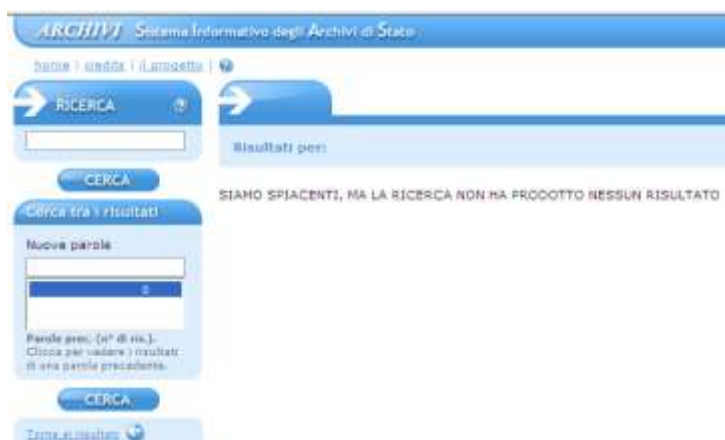 ARCHIVI Sistema Informativo degli Archivi di Stato
home | credits | il progetto |
RICERCA
CERCA
Cerca tra i risultati
Nuova parola
0
Parole prec. (n° di ris.).
Clicca per vedere i risultati
di una parola precedente.
CERCA
Torna ai risultati
Risultati per:
SIAMO SPIACENTI, MA LA RICERCA NON HA PRODOTTO NESSUN RISULTATO